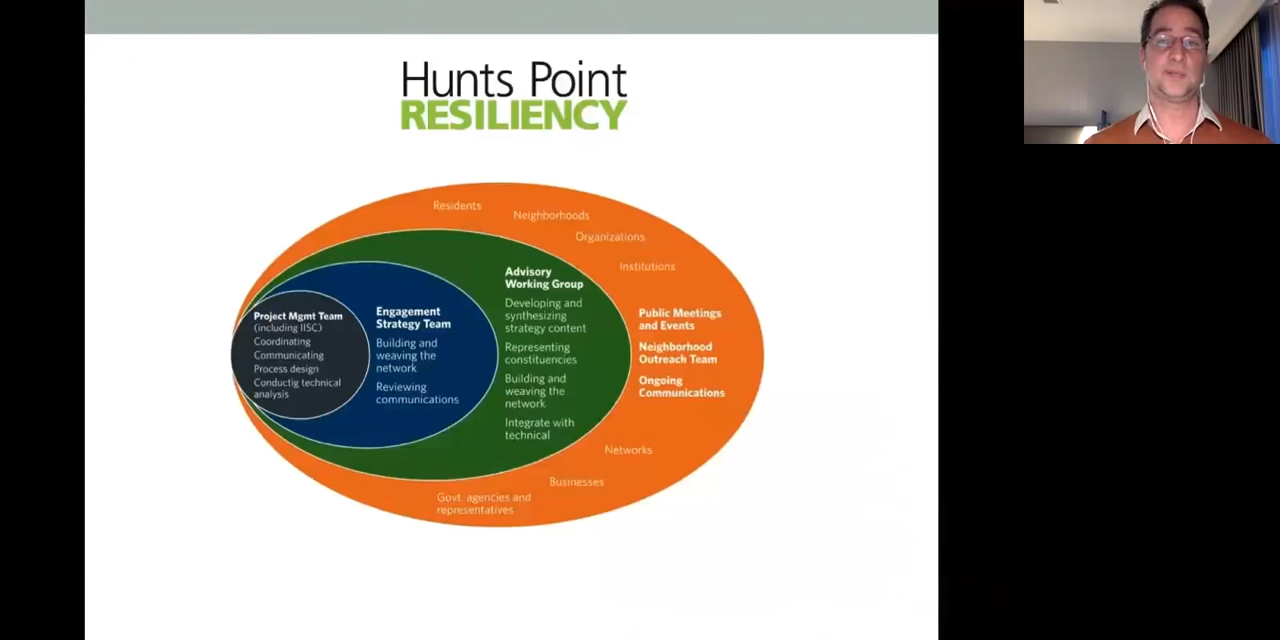 Hunts Point
RESILIENCY
Residents
Neighborhoods
Organizations
Institutions
Project Mgmt Team
(including IISC)
Coordinating
Communicating
Process design
Conductig technical
analysis
Engagement
Strategy Team
Building and
weaving the
network
Reviewing
communications
Advisory
Working Group
Developing and
synthesizing
strategy content
Representing
constituencies
Building and
weaving the
network
Integrate with
technical
Public Meetings
and Events
Neighborhood
Outreach Team
Ongoing
Communications
Networks
Businesses
Govt. agencies and
representatives